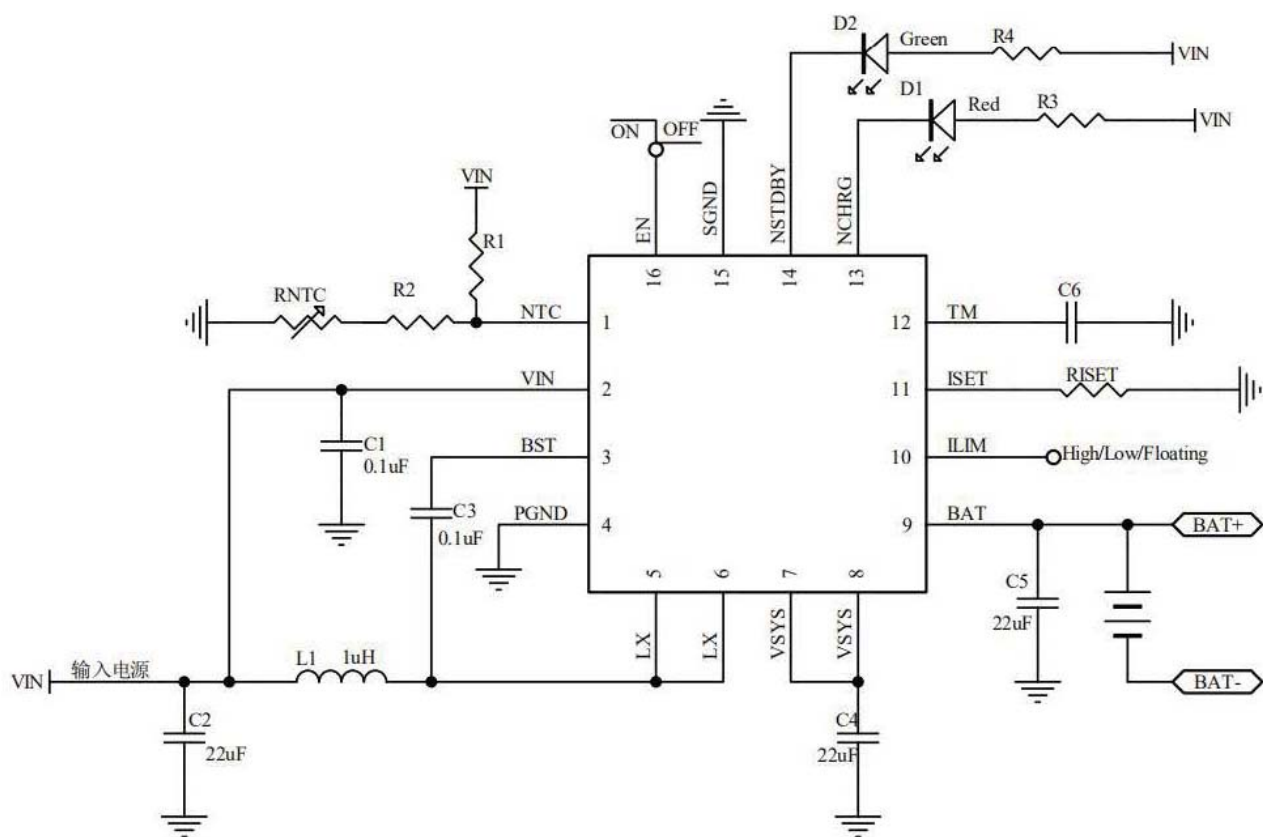 D2
Green
R4
VIN
D1
Red
R3
VIN
ON
OFF
VIN
EN
SGND
NSTDBY
NCHRG
R1
16
15
14
13
RNTC
R2
NTC
1
12
TM
C6
VIN
2
11
ISET
RISET
C1
0.1uF
BST
3
10
ILIM
High/Low/Floating
C3
0.1uF
PGND
4
9
BAT
BAT+
5
6
7
8
C5
22uF
LX
LX
VSYS
VSYS
VIN
输入电源
L1
1uH
BAT-
C2
22uF
C4
22uF